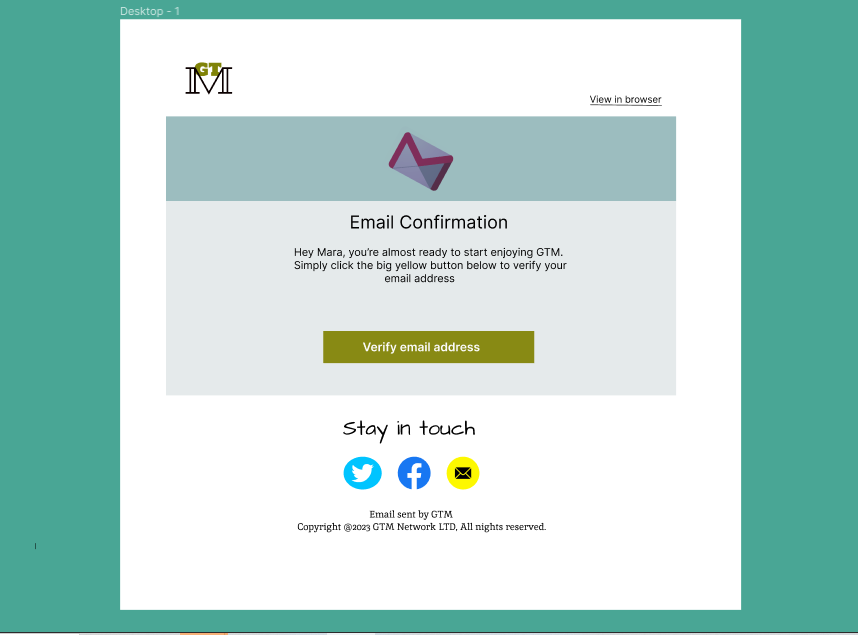 Desktop - 1
GT
M
View in browser
Email Confirmation
Hey Mara, you're almost ready to start enjoying GTM.
Simply click the big yellow button below to verify your
email address
Verify email address
Stay in touch
Email sent by GTM
Copyright @2023 GTM Network LTD, All rights reserved.